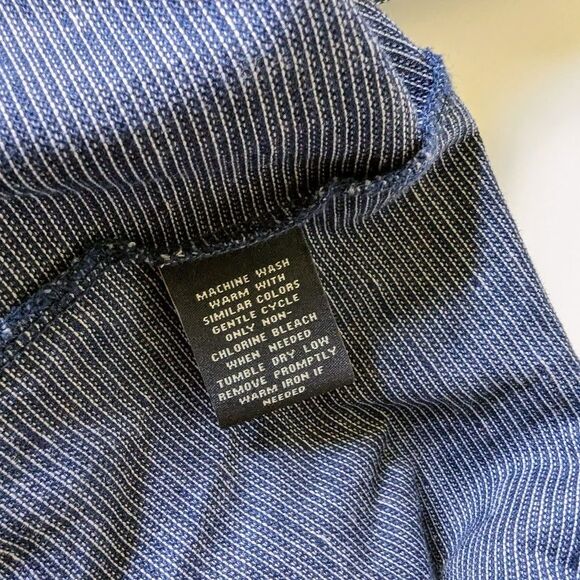 MACHINE WASH
WARM WITH
SIMILAR COLORS
GENTLE CYCLE
ONLY NON-
CHLORINE BLEACH
WHEN NEEDED
TUMBLE DRY LOW
REMOVE PROMPTLY
WARM IRON IF
NEEDED